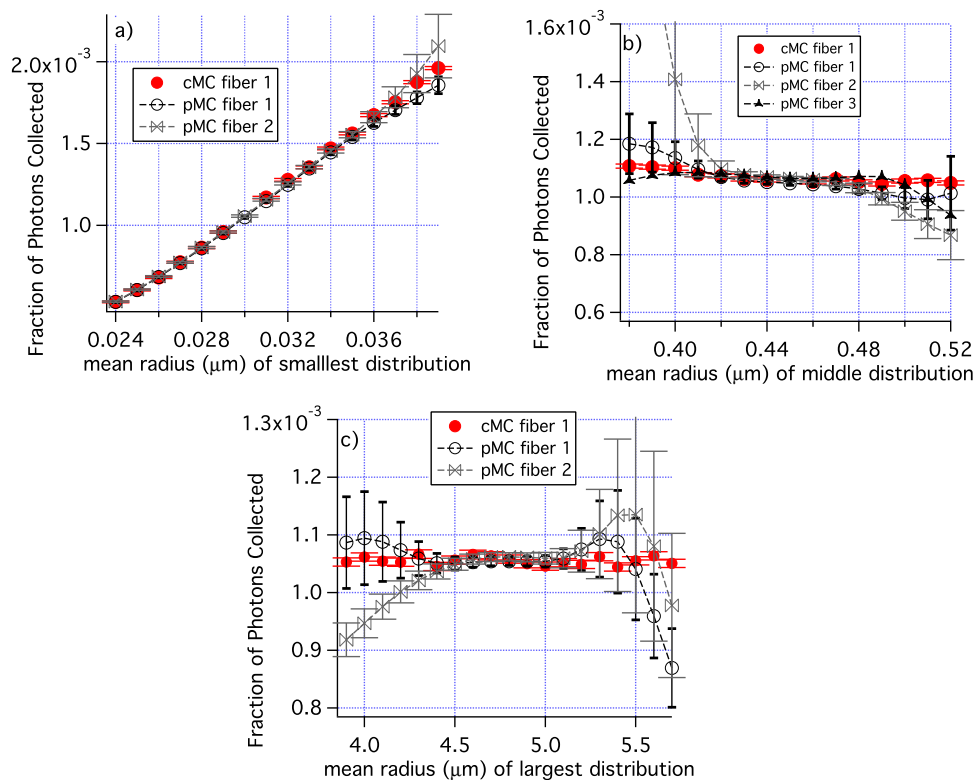 a)
2.0x10⁻³
1.5
1.0
Fraction of Photons Collected
cMC fiber 1
pMC fiber 1
pMC fiber 2
0.024
0.028
0.032
0.036
mean radius (μm) of smalllest distribution
b)
1.6x10⁻³
1.4
1.2
1.0
0.8
0.6
Fraction of Photons Collected
cMC fiber 1
pMC fiber 1
pMC fiber 2
pMC fiber 3
0.40
0.44
0.48
0.52
mean radius (μm) of middle distribution
c)
1.3x10⁻³
1.2
1.1
1.0
0.9
0.8
Fraction of Photons Collected
cMC fiber 1
pMC fiber 1
pMC fiber 2
4.0
4.5
5.0
5.5
mean radius (μm) of largest distribution